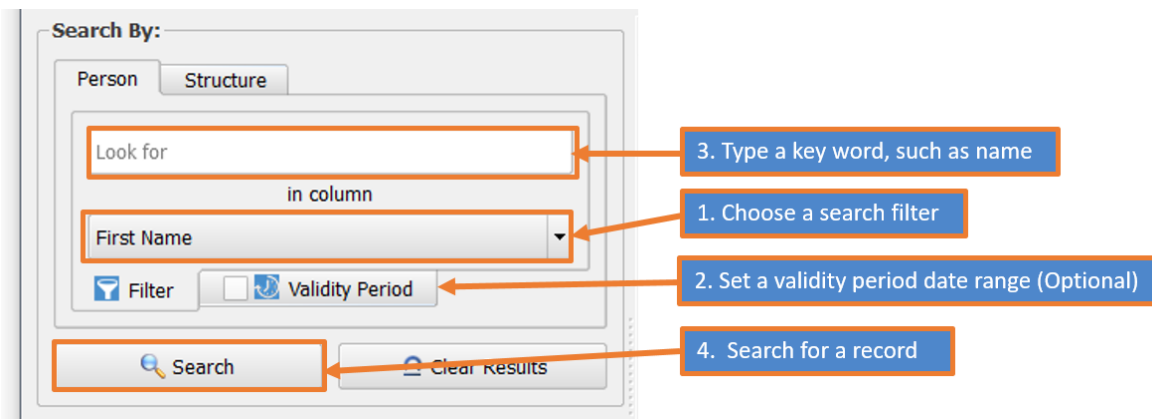 Search By:
Person
Structure
Look for
3. Type a key word, such as name
in column
1. Choose a search filter
First Name
2. Set a validity period date range (Optional)
Filter
Validity Period
4.  Search for a record
Search
Clear Results